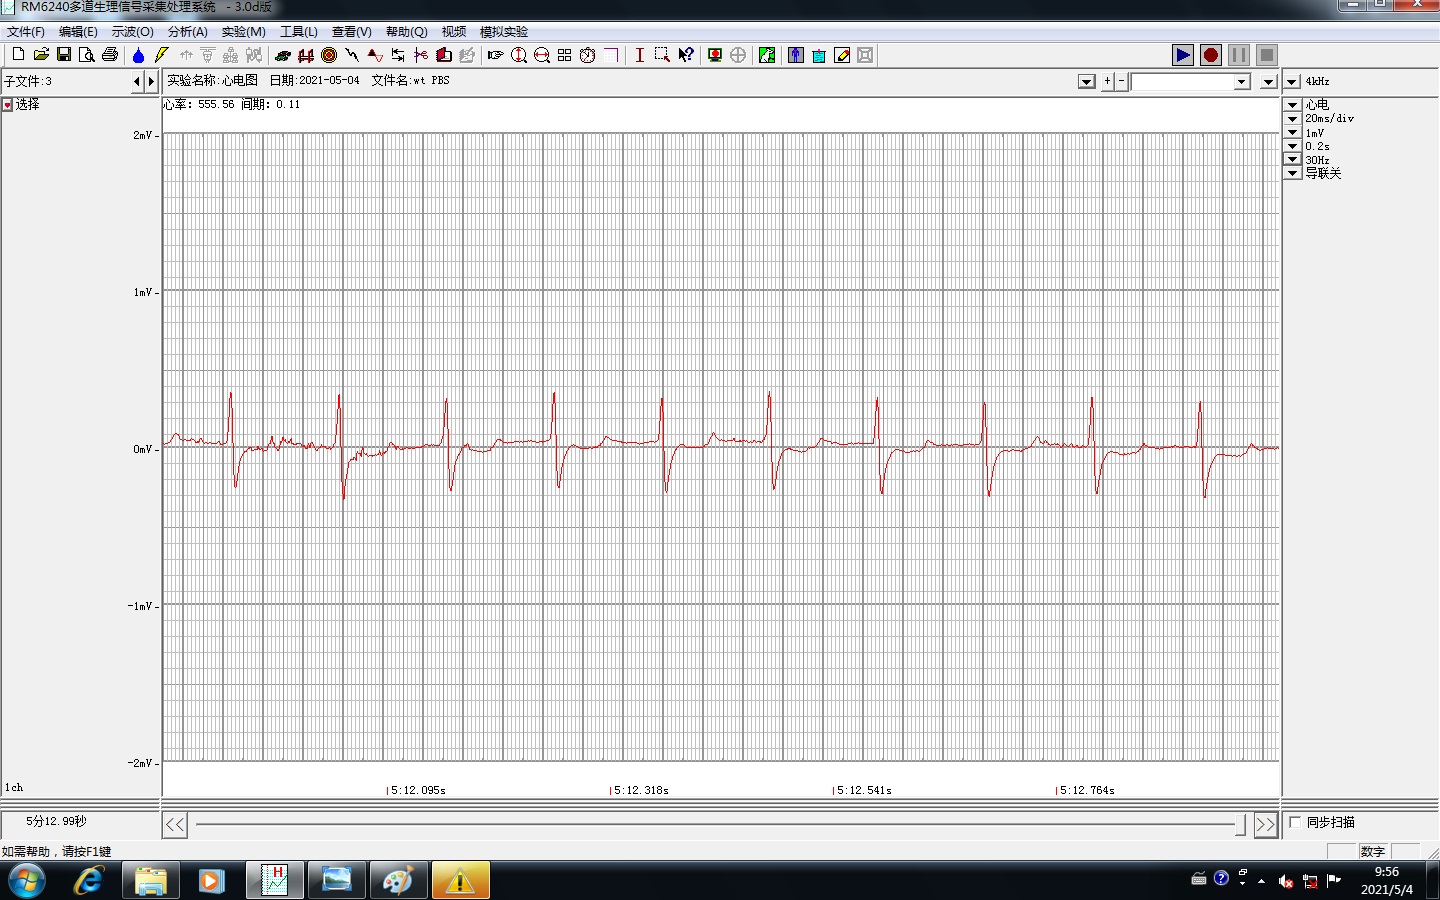 RM6240多道生理信号采集处理系统 - 3.0d版
文件(F) 编辑(E) 示波(O) 分析(A) 实验(M) 工具(L) 查看(V) 帮助(Q) 视频 模拟实验
子文件:3
实验名称:心电图 日期:2021-05-04 文件名:wt PBS
+ -
4kHz
选择
心率: 555.56 间期: 0.11
心电
20ms/div
1mV
0.2s
30Hz
导联关
2mV
1mV
0mV
-1mV
-2mV
1ch
5:12.095s 5:12.318s 5:12.541s 5:12.764s
5分12.99秒
<< >>
同步扫描
如需帮助，请按F1键
数字
9:56
2021/5/4